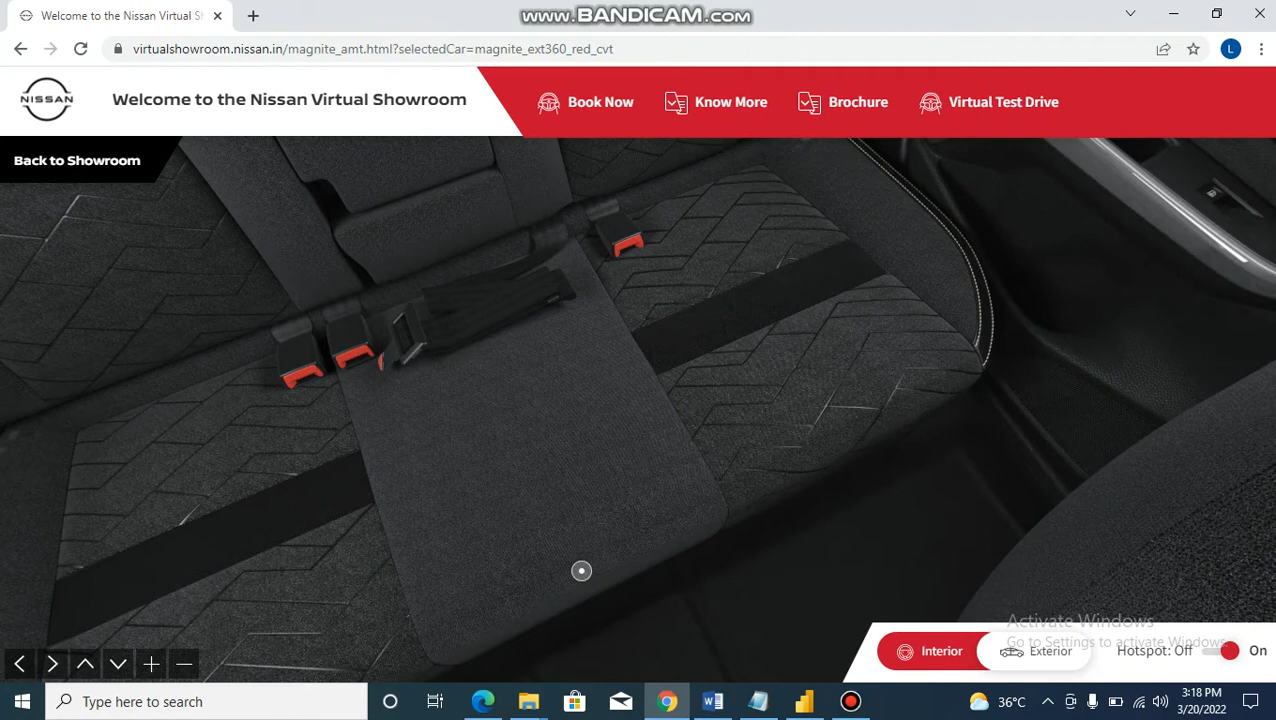 Welcome to the Nissan Virtual Sh
www.BANDICAM.com
virtualshowroom.nissan.in/magnite_amt.html?selectedCar=magnite_ext360_red_cvt
L
NISSAN
Welcome to the Nissan Virtual Showroom
Book Now
Know More
Brochure
Virtual Test Drive
Back to Showroom
Activate Windows
Go to Settings to activate Windows.
Interior
Exterior
Hotspot: Off
On
Type here to search
36°C
3:18 PM
3/20/2022